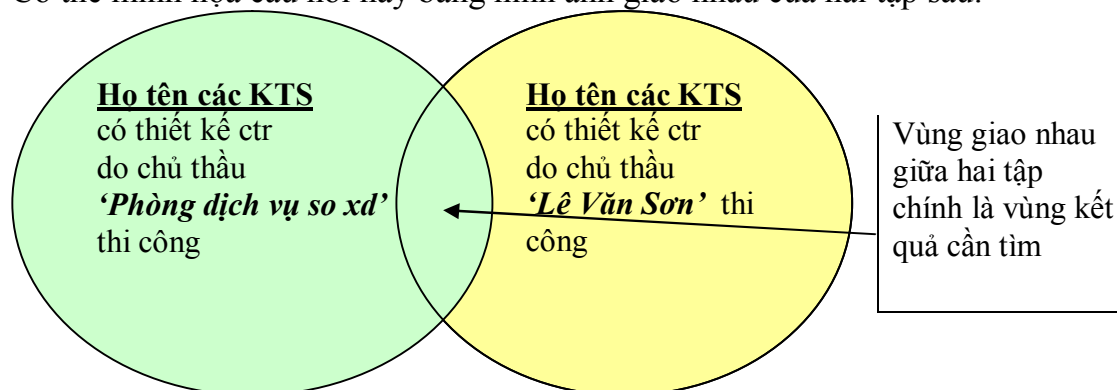 Có thể minh họa câu hỏi này bằng hình ảnh giao nhau của hai tập sau:
Họ tên các KTS
có thiết kế ctr
do chủ thầu
‘Phòng dịch vụ so xd’
thi công
Họ tên các KTS
có thiết kế ctr
do chủ thầu
‘Lê Văn Sơn’ thi
công
Vùng giao nhau
giữa hai tập
chính là vùng kết
quả cần tìm